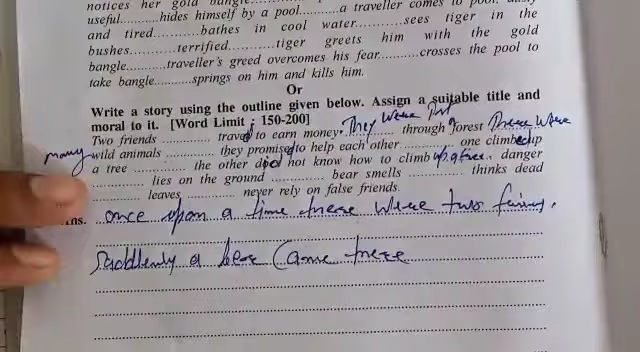 notices her gold bangle
useful............hides himself by a pool..........a traveller comes to pool, dusty
and tired..........bathes in cool water..........sees tiger in the
bushes..........terrified..........tiger greets him with the gold
bangle..........traveller's greed overcomes his fear..........crosses the pool to
take bangle..........springs on him and kills him.
Or
Write a story using the outline given below. Assign a suitable title and
moral to it. [Word Limit : 150-200]
Two friends ............ traveled to earn money. They were ............ through forest There were
many wild animals ............ they promised to help each other ............ one climbed up
a tree ............ the other did not know how to climb up a tree.. danger
............ lies on the ground ............ bear smells ............ thinks dead
............ leaves ............ never rely on false friends.
ns. once upon a time there were two
Saddlenly a bear Came there